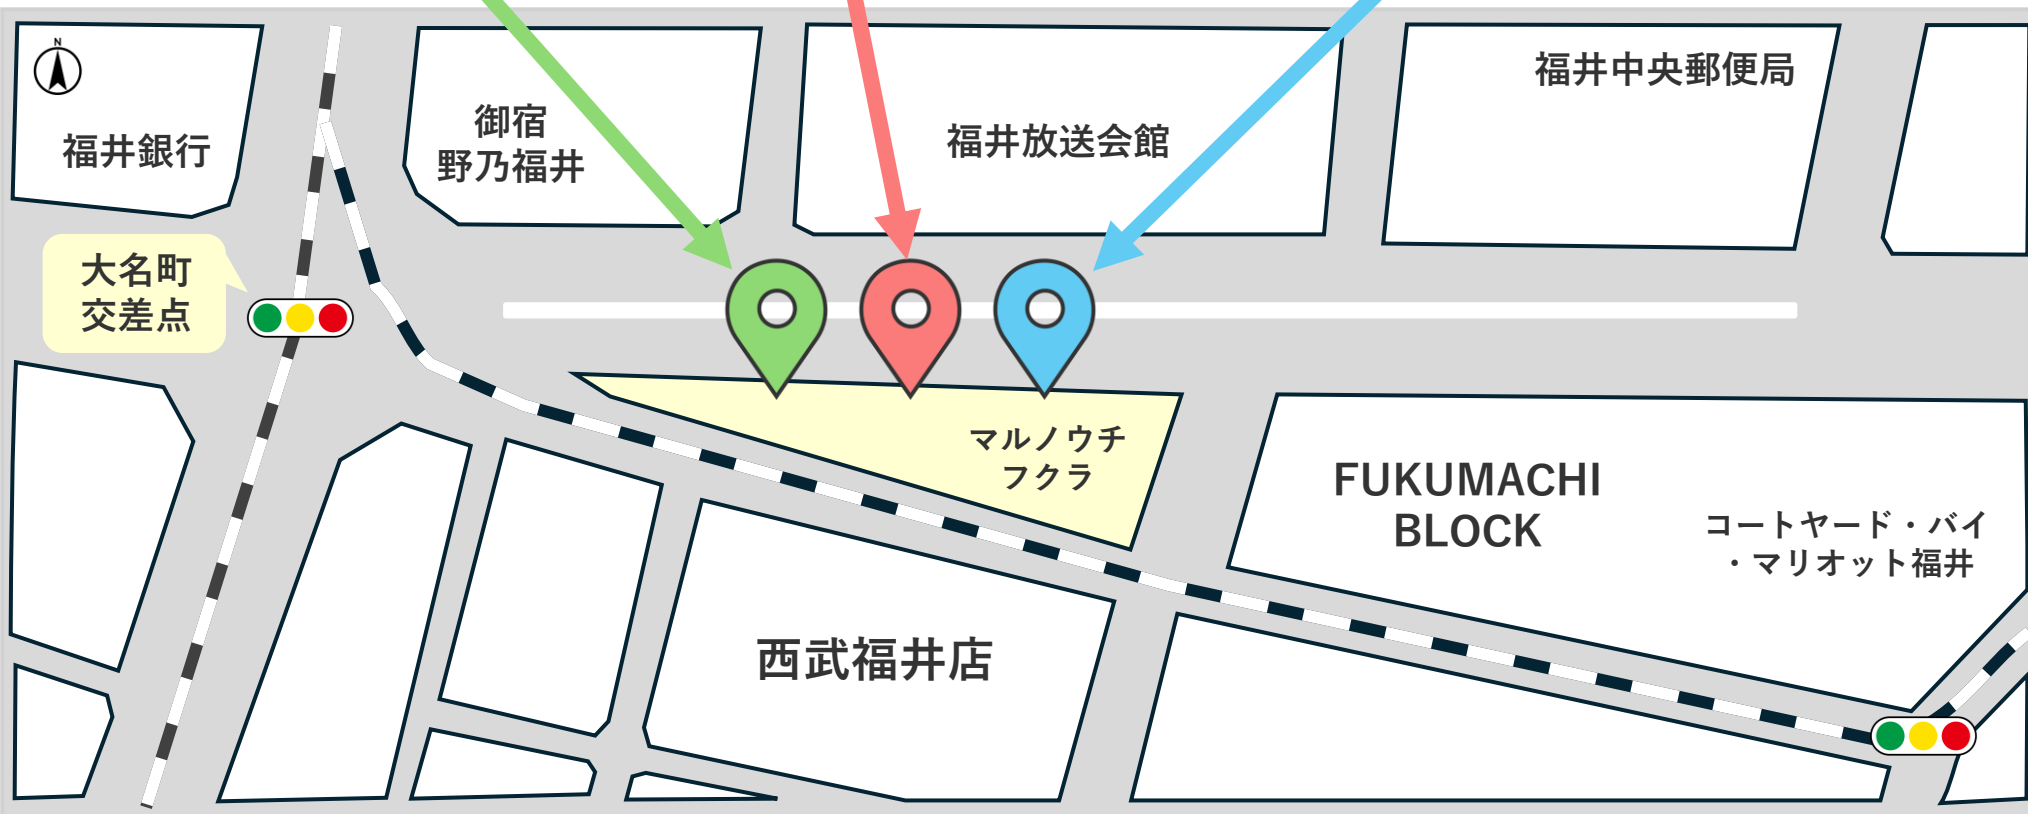 N
福井銀行
御宿
野乃福井
福井放送会館
福井中央郵便局
大名町
交差点
マルノウチ
フクラ
FUKUMACHI
BLOCK
コートヤード・バイ
・マリオット福井
西武福井店